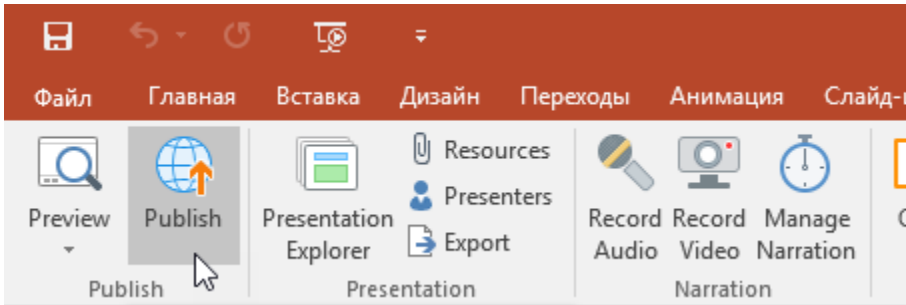 Файл Главная Вставка Дизайн Переходы Анимация
Preview
Publish
Presentation
Explorer
Resources
Presenters
Export
Record
Audio
Record
Video
Manage
Narration
Publish
Presentation
Narration